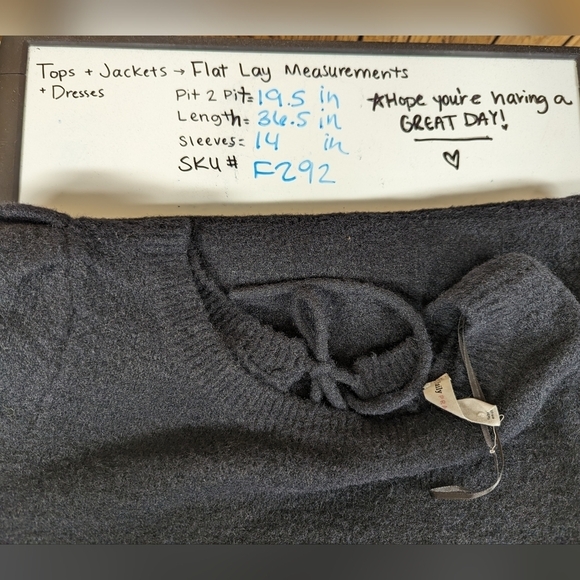 Tops + Jackets → Flat Lay Measurements
+ Dresses
Pit 2 Pit= 19.5 in
Length= 36.5 in
Sleeves= 14 in
SKU # F292
★Hope you're having a
GREAT DAY!
♡